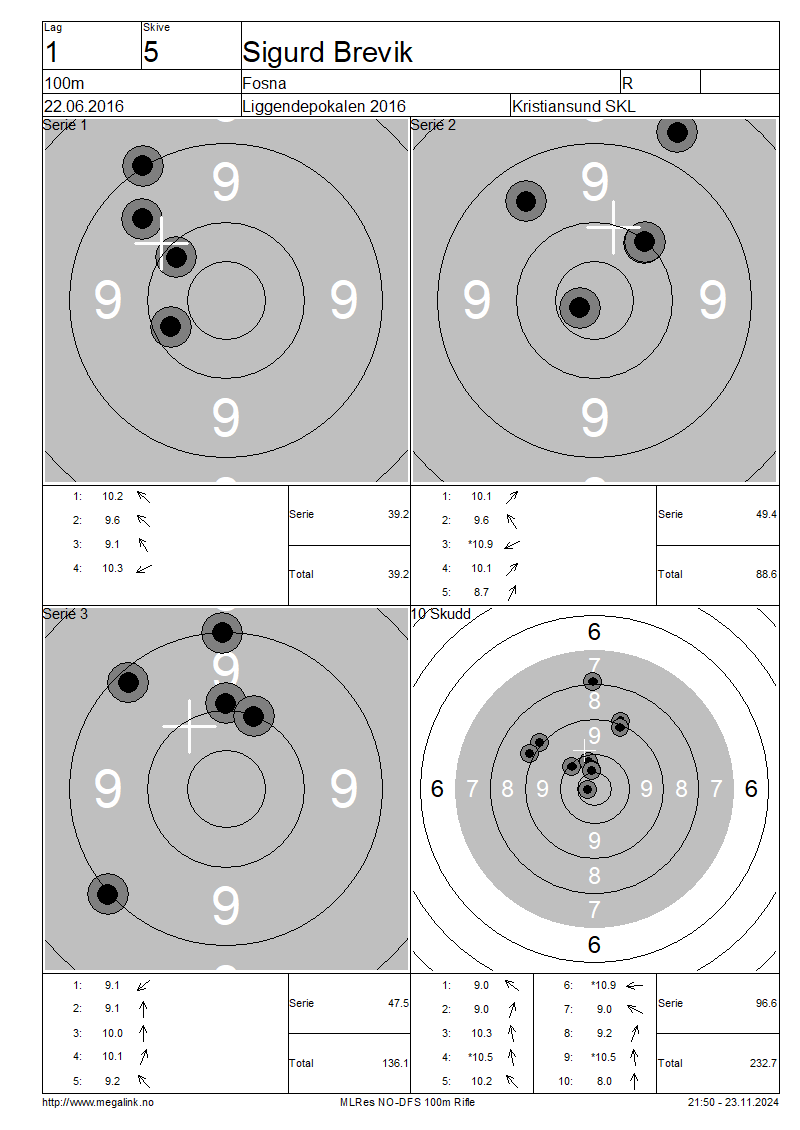 Lag Skive
1 5 Sigurd Brevik
100m Fosna R
22.06.2016 Liggendepokalen 2016 Kristiansund SKL
Serie 1
9
9 9
9
Serie 2
9
9 9
9
1: 10.2
2: 9.6
3: 9.1
4: 10.3
Serie 39.2
Total 39.2
1: 10.1
2: 9.6
3: *10.9
4: 10.1
5: 8.7
Serie 49.4
Total 88.6
Serie 3
9
9 9
9
10 Skudd
6
7
8
9
6 7 8 9 9 8 7 6
9
8
7
6
1: 9.1
2: 9.1
3: 10.0
4: 10.1
5: 9.2
Serie 47.5
Total 136.1
1: 9.0 6: *10.9
2: 9.0 7: 9.0
3: 10.3 8: 9.2
4: *10.5 9: *10.5
5: 10.2 10: 8.0
Serie 96.6
Total 232.7
http://www.megalink.no MLRes NO-DFS 100m Rifle 21:50 - 23.11.2024